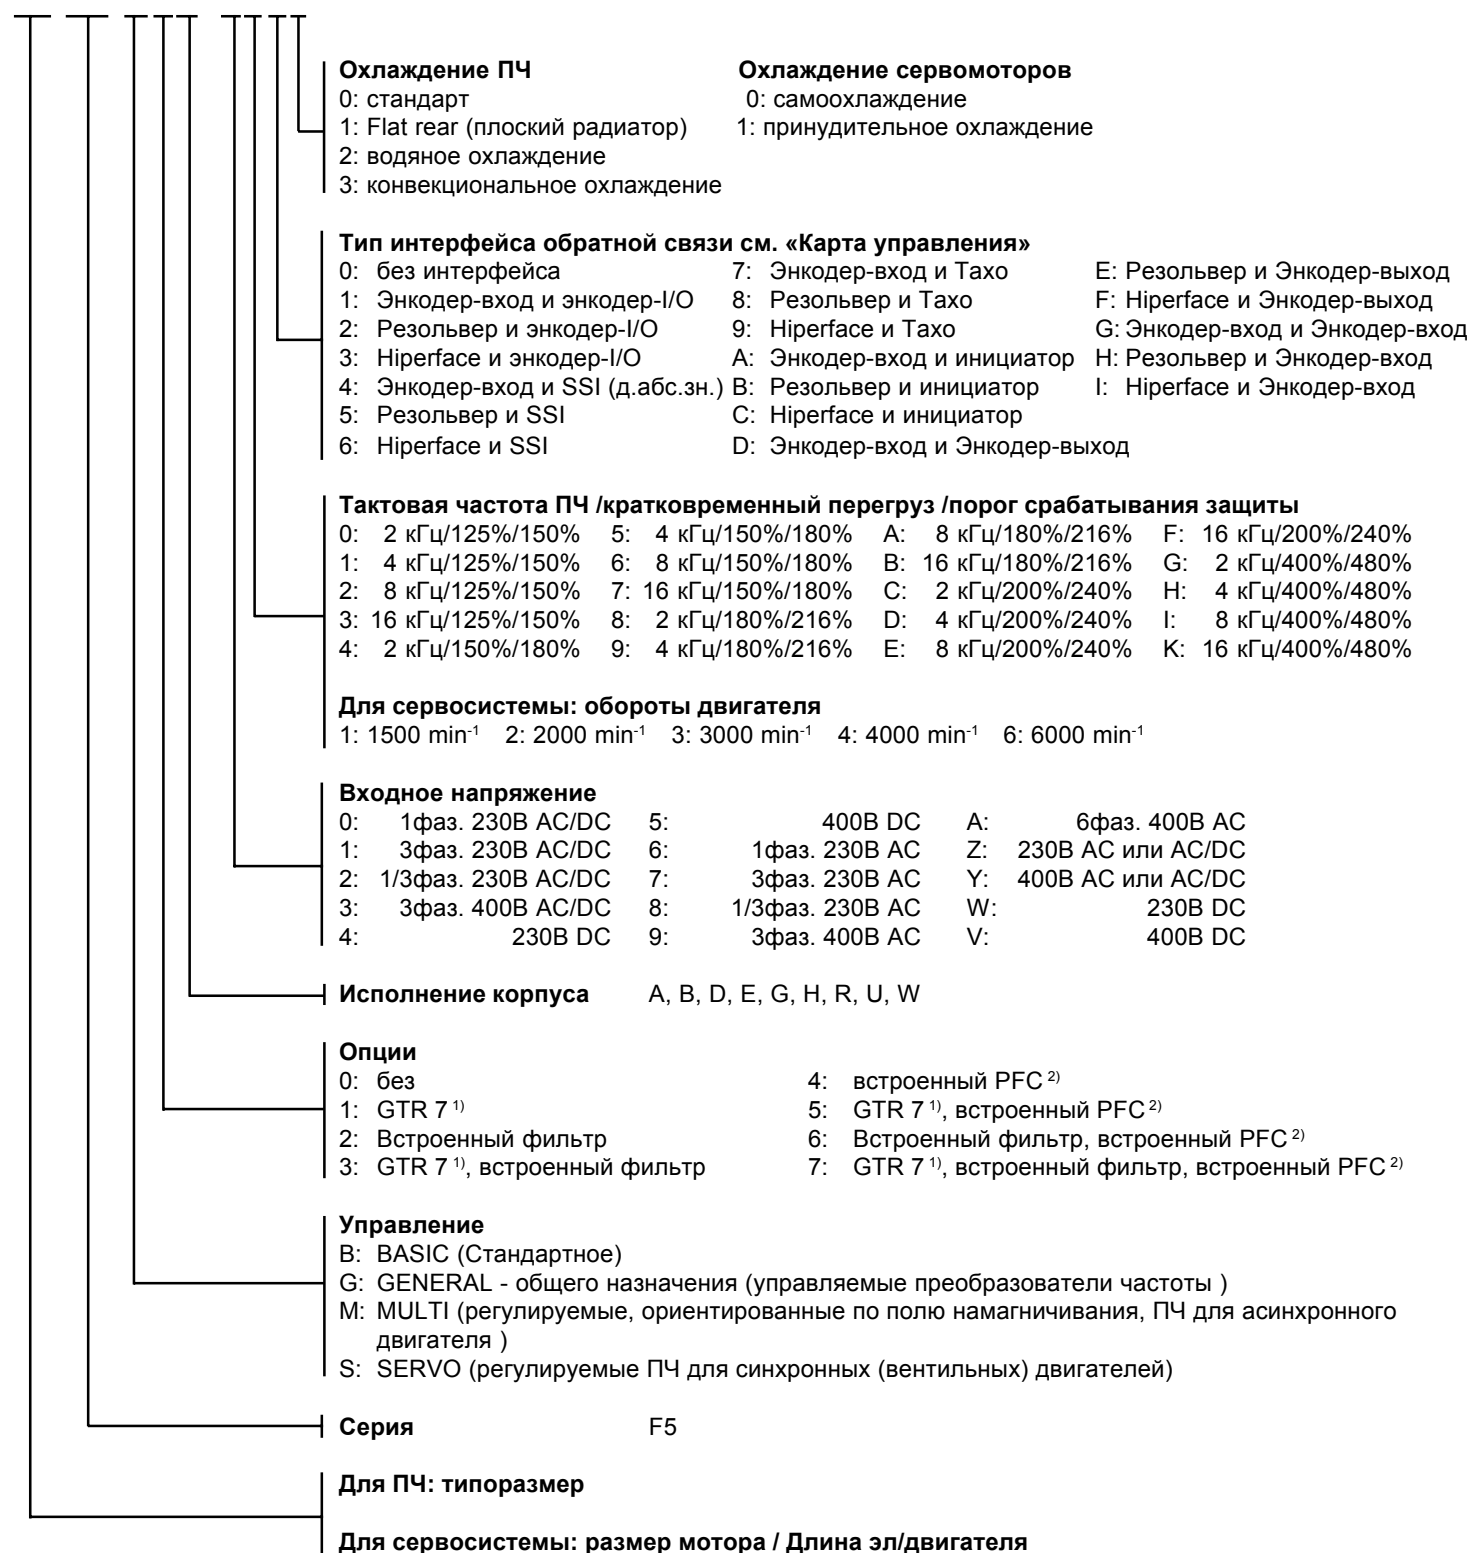 Охлаждение ПЧ Охлаждение сервомоторов
0: стандарт 0: самоохлаждение
1: Flat rear (плоский радиатор) 1: принудительное охлаждение
2: водяное охлаждение
3: конвекциональное охлаждение
Тип интерфейса обратной связи см. «Карта управления»
0: без интерфейса 7: Энкодер-вход и Тахо E: Резольвер и Энкодер-выход
1: Энкодер-вход и энкодер-I/O 8: Резольвер и Тахо F: Hiperface и Энкодер-выход
2: Резольвер и энкодер-I/O 9: Hiperface и Тахо G: Энкодер-вход и Энкодер-вход
3: Hiperface и энкодер-I/O A: Энкодер-вход и инициатор H: Резольвер и Энкодер-вход
4: Энкодер-вход и SSI (д.абс.зн.) B: Резольвер и инициатор I: Hiperface и Энкодер-вход
5: Резольвер и SSI C: Hiperface и инициатор
6: Hiperface и SSI D: Энкодер-вход и Энкодер-выход
Тактовая частота ПЧ /кратковременный перегруз /порог срабатывания защиты
0: 2 кГц/125%/150% 5: 4 кГц/150%/180% A: 8 кГц/180%/216% F: 16 кГц/200%/240%
1: 4 кГц/125%/150% 6: 8 кГц/150%/180% B: 16 кГц/180%/216% G: 2 кГц/400%/480%
2: 8 кГц/125%/150% 7: 16 кГц/150%/180% C: 2 кГц/200%/240% H: 4 кГц/400%/480%
3: 16 кГц/125%/150% 8: 2 кГц/180%/216% D: 4 кГц/200%/240% I: 8 кГц/400%/480%
4: 2 кГц/150%/180% 9: 4 кГц/180%/216% E: 8 кГц/200%/240% K: 16 кГц/400%/480%
Для сервосистемы: обороты двигателя
1: 1500 min⁻¹ 2: 2000 min⁻¹ 3: 3000 min⁻¹ 4: 4000 min⁻¹ 6: 6000 min⁻¹
Входное напряжение
0: 1фаз. 230В AC/DC 5: 400В DC A: 6фаз. 400В AC
1: 3фаз. 230В AC/DC 6: 1фаз. 230В AC Z: 230В AC или AC/DC
2: 1/3фаз. 230В AC/DC 7: 3фаз. 230В AC Y: 400В AC или AC/DC
3: 3фаз. 400В AC/DC 8: 1/3фаз. 230В AC W: 230В DC
4: 230В DC 9: 3фаз. 400В AC V: 400В DC
Исполнение корпуса A, B, D, E, G, H, R, U, W
Опции
0: без 4: встроенный PFC ²⁾
1: GTR 7 ¹⁾ 5: GTR 7 ¹⁾, встроенный PFC ²⁾
2: Встроенный фильтр 6: Встроенный фильтр, встроенный PFC ²⁾
3: GTR 7 ¹⁾, встроенный фильтр 7: GTR 7 ¹⁾, встроенный фильтр, встроенный PFC ²⁾
Управление
B: BASIC (Стандартное)
G: GENERAL - общего назначения (управляемые преобразователи частоты )
M: MULTI (регулируемые, ориентированные по полю намагничивания, ПЧ для асинхронного
двигателя )
S: SERVO (регулируемые ПЧ для синхронных (вентильных) двигателей)
Серия F5
Для ПЧ: типоразмер
Для сервосистемы: размер мотора / Длина эл/двигателя